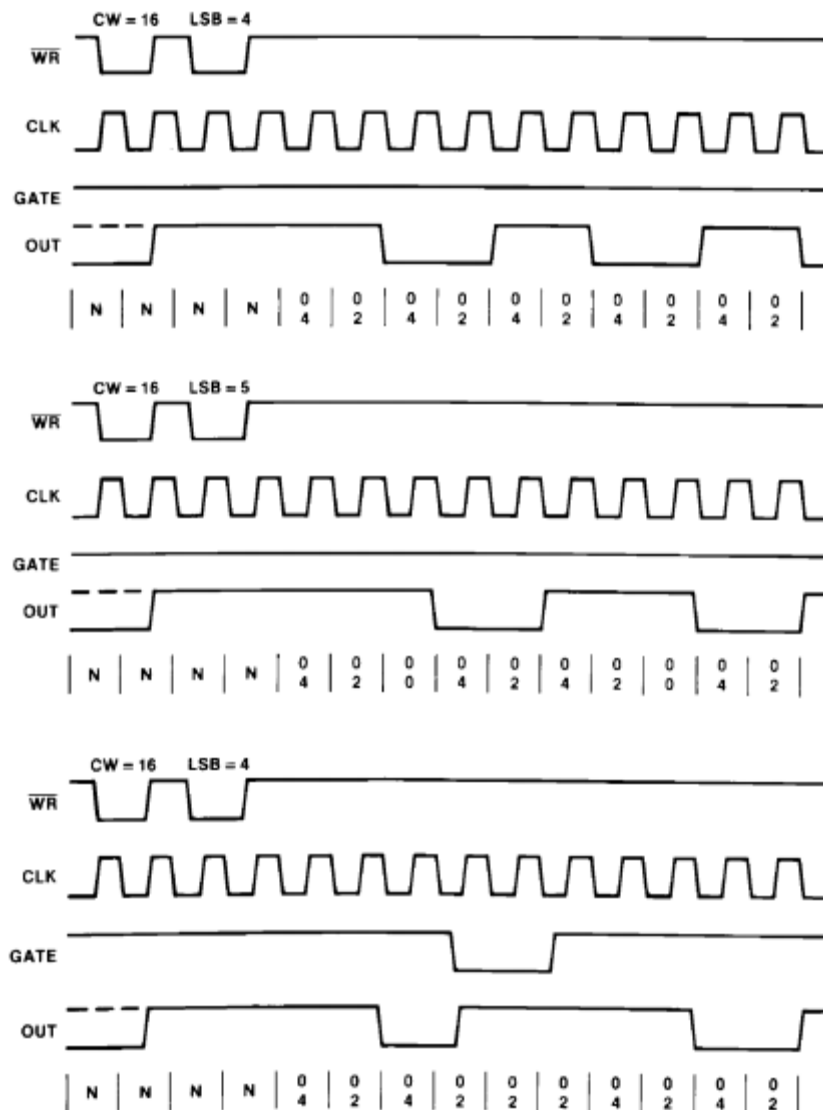 CW = 16 LSB = 4
WR
CLK
GATE
OUT
N N N N 0 0 0 0 0 0 0 0 0 0
4 2 4 2 4 2 4 2 4 2
CW = 16 LSB = 5
WR
CLK
GATE
OUT
N N N N 0 0 0 0 0 0 0 0 0 0
4 2 0 4 2 4 2 0 4 2
CW = 16 LSB = 4
WR
CLK
GATE
OUT
N N N N 0 0 0 0 0 0 0 0 0 0
4 2 4 2 2 2 4 2 4 2